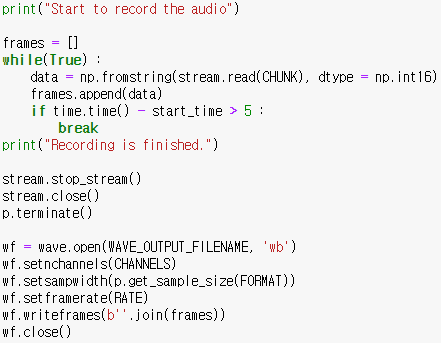 print("Start to record the audio")

frames = []
while(True) :
    data = np.fromstring(stream.read(CHUNK), dtype = np.int16)
    frames.append(data)
    if time.time() - start_time > 5 :
        break
print("Recording is finished.")

stream.stop_stream()
stream.close()
p.terminate()

wf = wave.open(WAVE_OUTPUT_FILENAME, 'wb')
wf.setnchannels(CHANNELS)
wf.setsampwidth(p.get_sample_size(FORMAT))
wf.setframerate(RATE)
wf.writeframes(b''.join(frames))
wf.close()